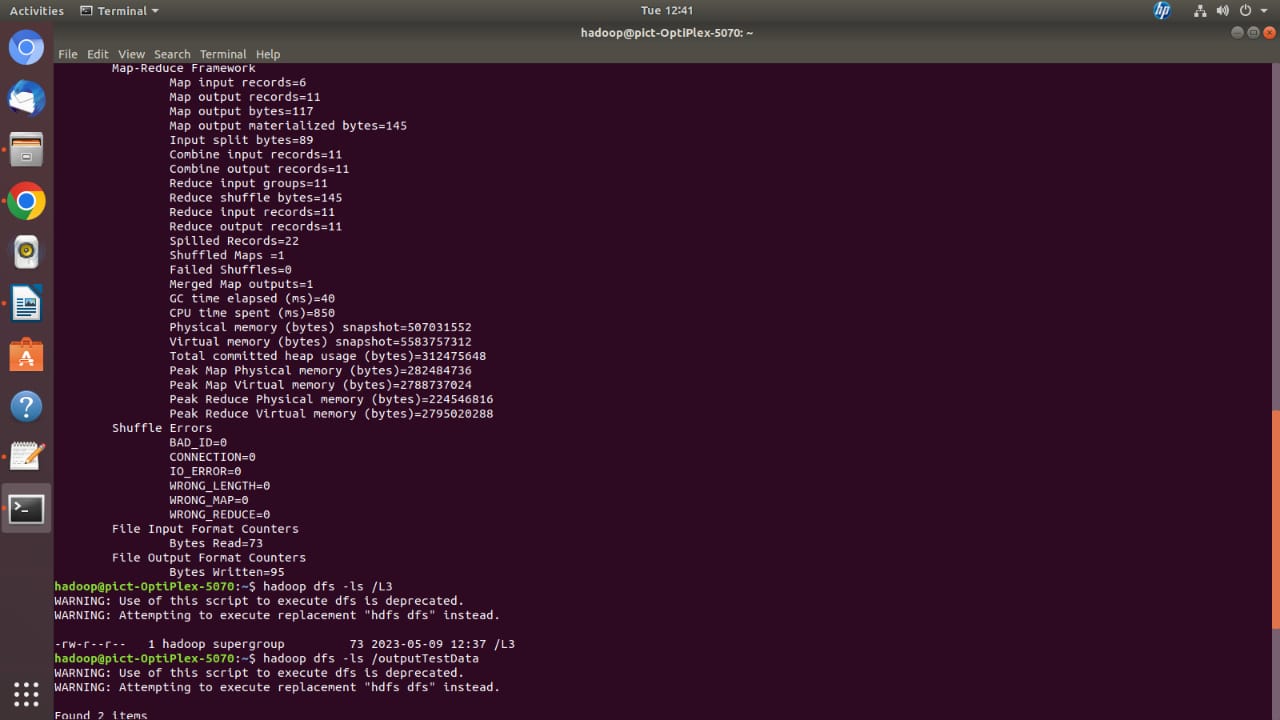 Activities Terminal Tue 12:41
hadoop@pict-OptiPlex-5070: ~
File Edit View Search Terminal Help
Map-Reduce Framework
Map input records=6
Map output records=11
Map output bytes=117
Map output materialized bytes=145
Input split bytes=89
Combine input records=11
Combine output records=11
Reduce input groups=11
Reduce shuffle bytes=145
Reduce input records=11
Reduce output records=11
Spilled Records=22
Shuffled Maps =1
Failed Shuffles=0
Merged Map outputs=1
GC time elapsed (ms)=40
CPU time spent (ms)=850
Physical memory (bytes) snapshot=507031552
Virtual memory (bytes) snapshot=5583757312
Total committed heap usage (bytes)=312475648
Peak Map Physical memory (bytes)=282484736
Peak Map Virtual memory (bytes)=2788737024
Peak Reduce Physical memory (bytes)=224546816
Peak Reduce Virtual memory (bytes)=2795020288
Shuffle Errors
BAD_ID=0
CONNECTION=0
IO_ERROR=0
WRONG_LENGTH=0
WRONG_MAP=0
WRONG_REDUCE=0
File Input Format Counters
Bytes Read=73
File Output Format Counters
Bytes Written=95
hadoop@pict-OptiPlex-5070:~$ hadoop dfs -ls /L3
WARNING: Use of this script to execute dfs is deprecated.
WARNING: Attempting to execute replacement "hdfs dfs" instead.
-rw-r--r-- 1 hadoop supergroup 73 2023-05-09 12:37 /L3
hadoop@pict-OptiPlex-5070:~$ hadoop dfs -ls /outputTestData
WARNING: Use of this script to execute dfs is deprecated.
WARNING: Attempting to execute replacement "hdfs dfs" instead.
Found 2 items